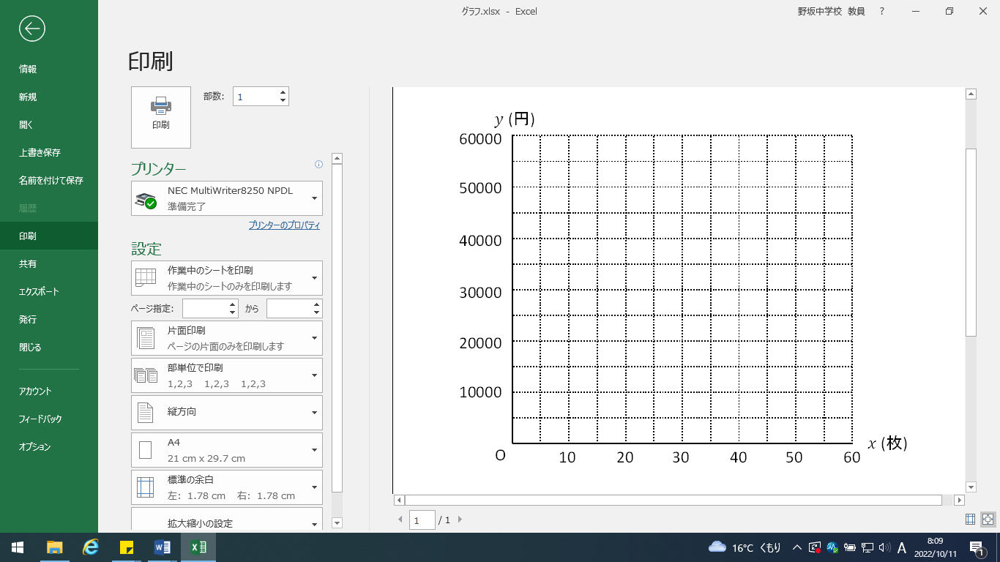 グラフ.xlsx - Excel
野坂中学校 教員 ?
情報
新規
開く
上書き保存
名前を付けて保存
履歴
印刷
共有
エクスポート
発行
閉じる
アカウント
フィードバック
オプション
印刷
印刷
部数: 1
プリンター
NEC MultiWriter8250 NPDL
準備完了
プリンターのプロパティ
設定
作業中のシートを印刷
作業中のシートのみを印刷します
ページ指定: から
片面印刷
ページの片面のみを印刷します
部単位で印刷
1,2,3 1,2,3 1,2,3
縦方向
A4
21 cm x 29.7 cm
標準の余白
左: 1.78 cm 右: 1.78 cm
拡大縮小の設定
y (円)
60000
50000
40000
30000
20000
10000
O 10 20 30 40 50 60
x (枚)
1 / 1
16°C くもり
A
8:09
2022/10/11
1